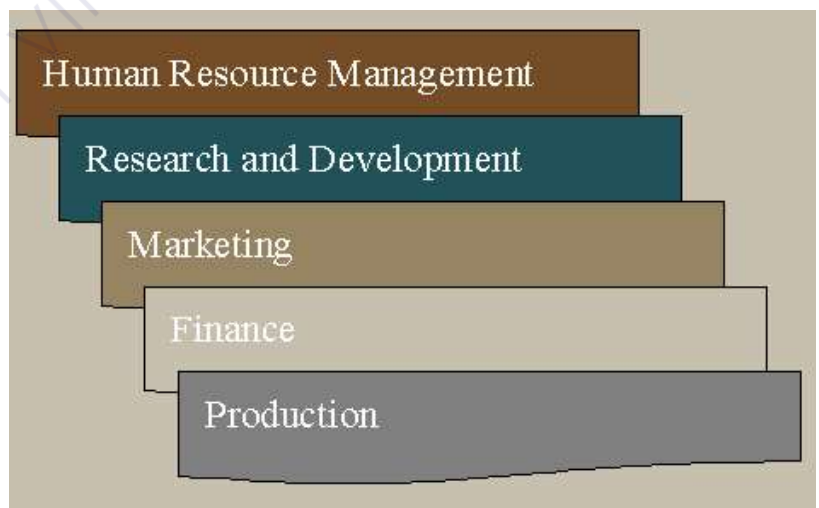 Human Resource Management
Research and Development
Marketing
Finance
Production